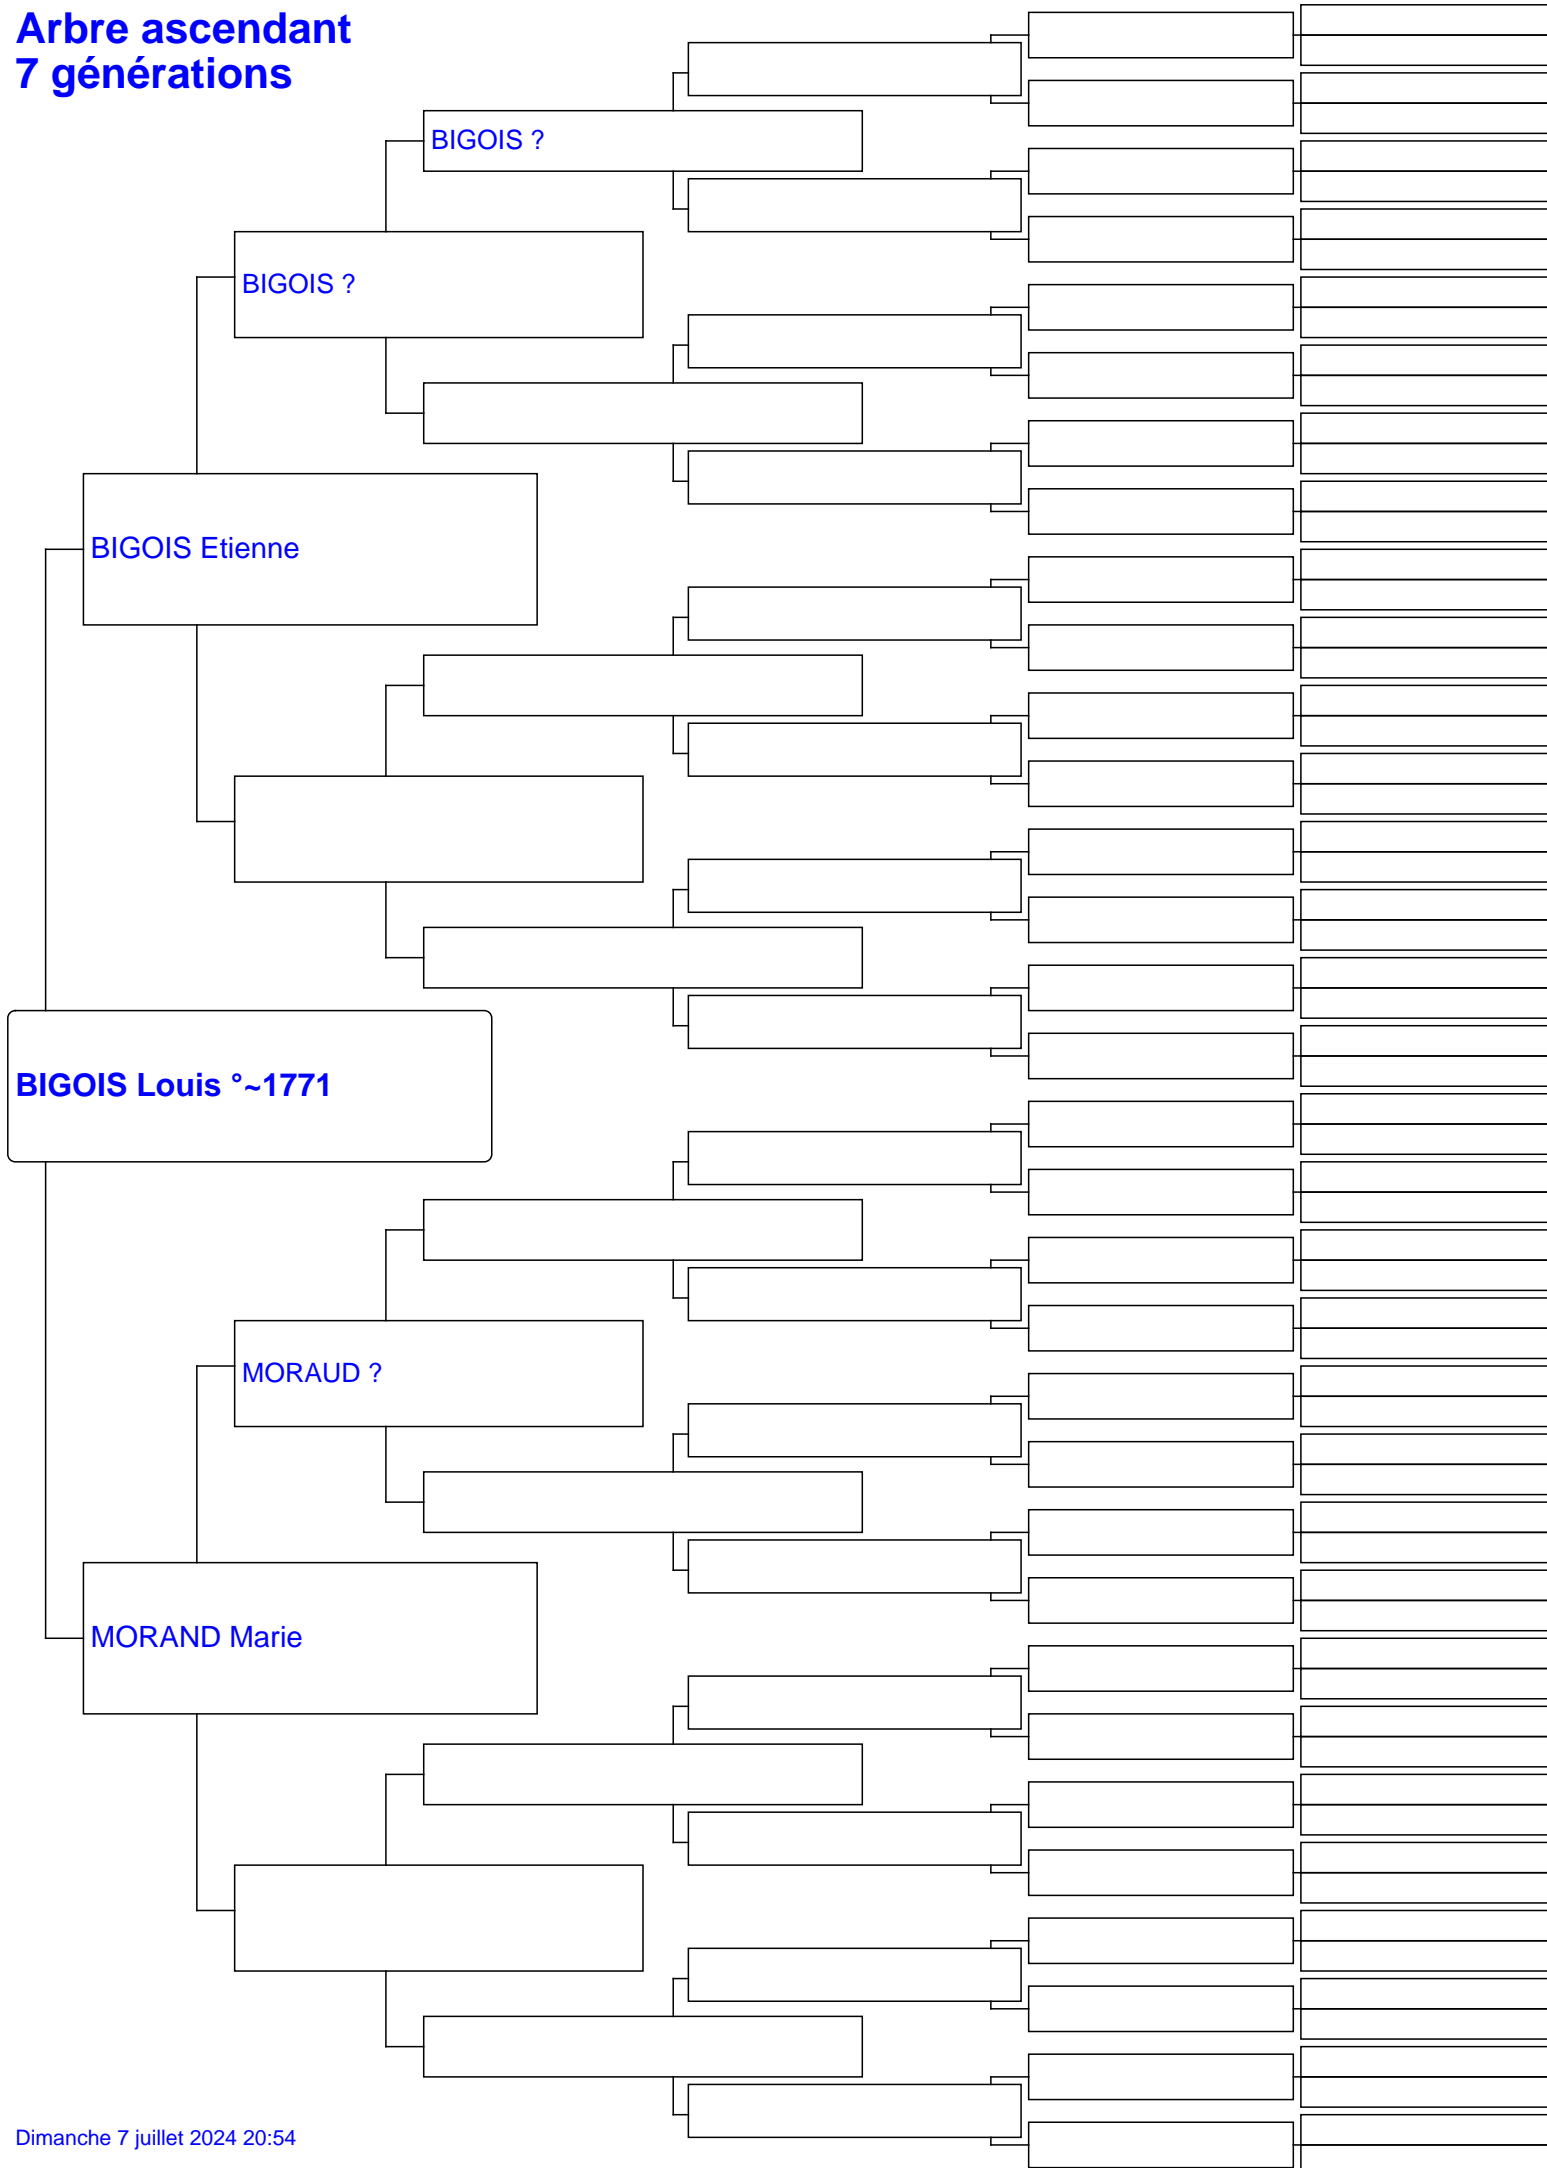 Arbre ascendant
7 générations
BIGOIS ?
BIGOIS ?
BIGOIS Etienne
BIGOIS Louis °~1771
MORAUD ?
MORAND Marie
Dimanche 7 juillet 2024 20:54